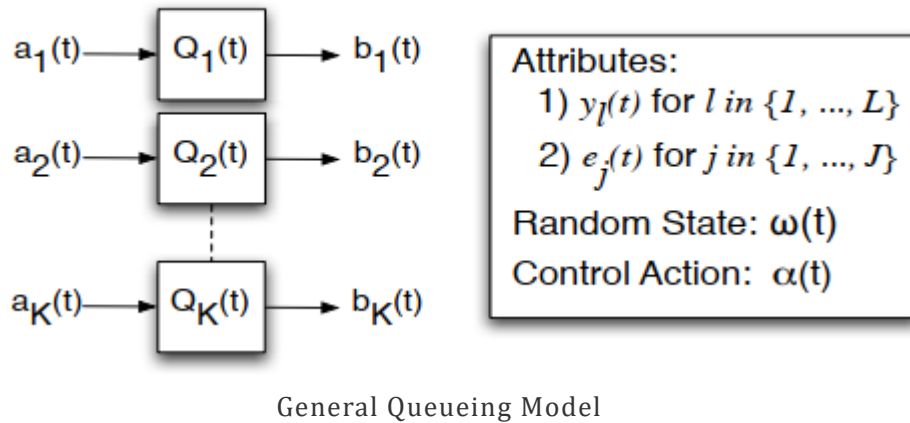 a1(t) Q1(t) b1(t)
a2(t) Q2(t) b2(t)
aK(t) QK(t) bK(t)
Attributes:
1) yl(t) for l in {1, ..., L}
2) ej(t) for j in {1, ..., J}
Random State: ω(t)
Control Action: α(t)
General Queueing Model